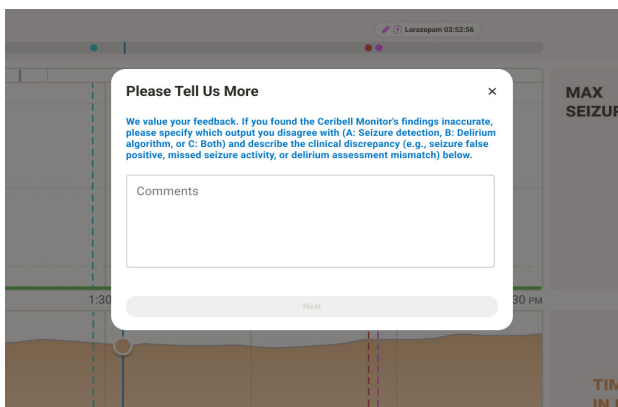 Lorazepam 03:52:56
MAX
SEIZUR
Please Tell Us More
We value your feedback. If you found the Ceribell Monitor's findings inaccurate,
please specify which output you disagree with (A: Seizure detection, B: Delirium
algorithm, or C: Both) and describe the clinical discrepancy (e.g., seizure false
positive, missed seizure activity, or delirium assessment mismatch) below.
Comments
Next
1:30
30 PM
TIM
IN